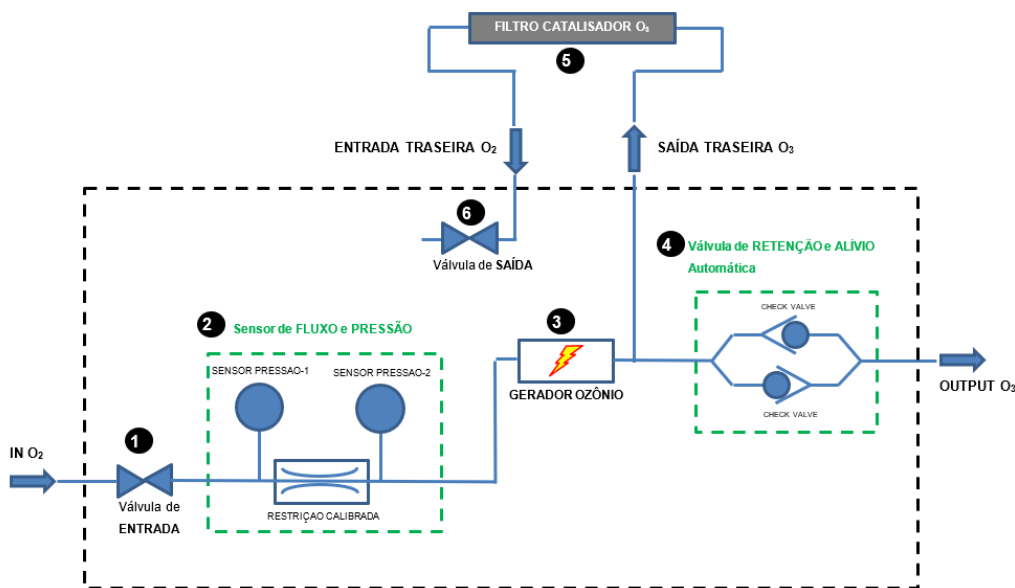 FILTRO CATALISADOR O₃
5
ENTRADA TRASEIRA O₂
SAÍDA TRASEIRA O₃
6
Válvula de SAÍDA
4
Válvula de RETENÇÃO e ALÍVIO
Automática
CHECK VALVE
CHECK VALVE
OUTPUT O₃
2
Sensor de FLUXO e PRESSÃO
SENSOR PRESSAO-1
SENSOR PRESSAO-2
RESTRIÇAO CALIBRADA
3
GERADOR OZÔNIO
IN O₂
1
Válvula de
ENTRADA